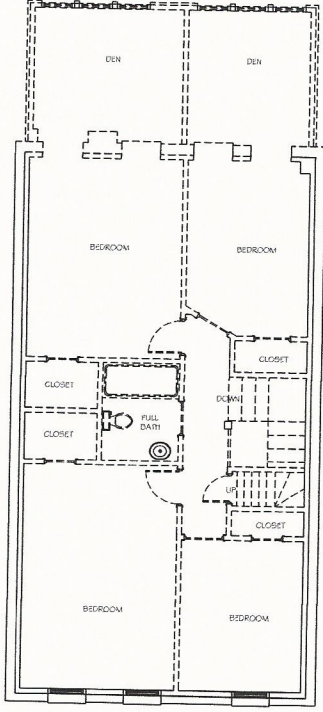 DEN
DEN
BEDROOM
BEDROOM
CLOSET
CLOSET
DOWN
FULL
BATH
CLOSET
UP
CLOSET
BEDROOM
BEDROOM